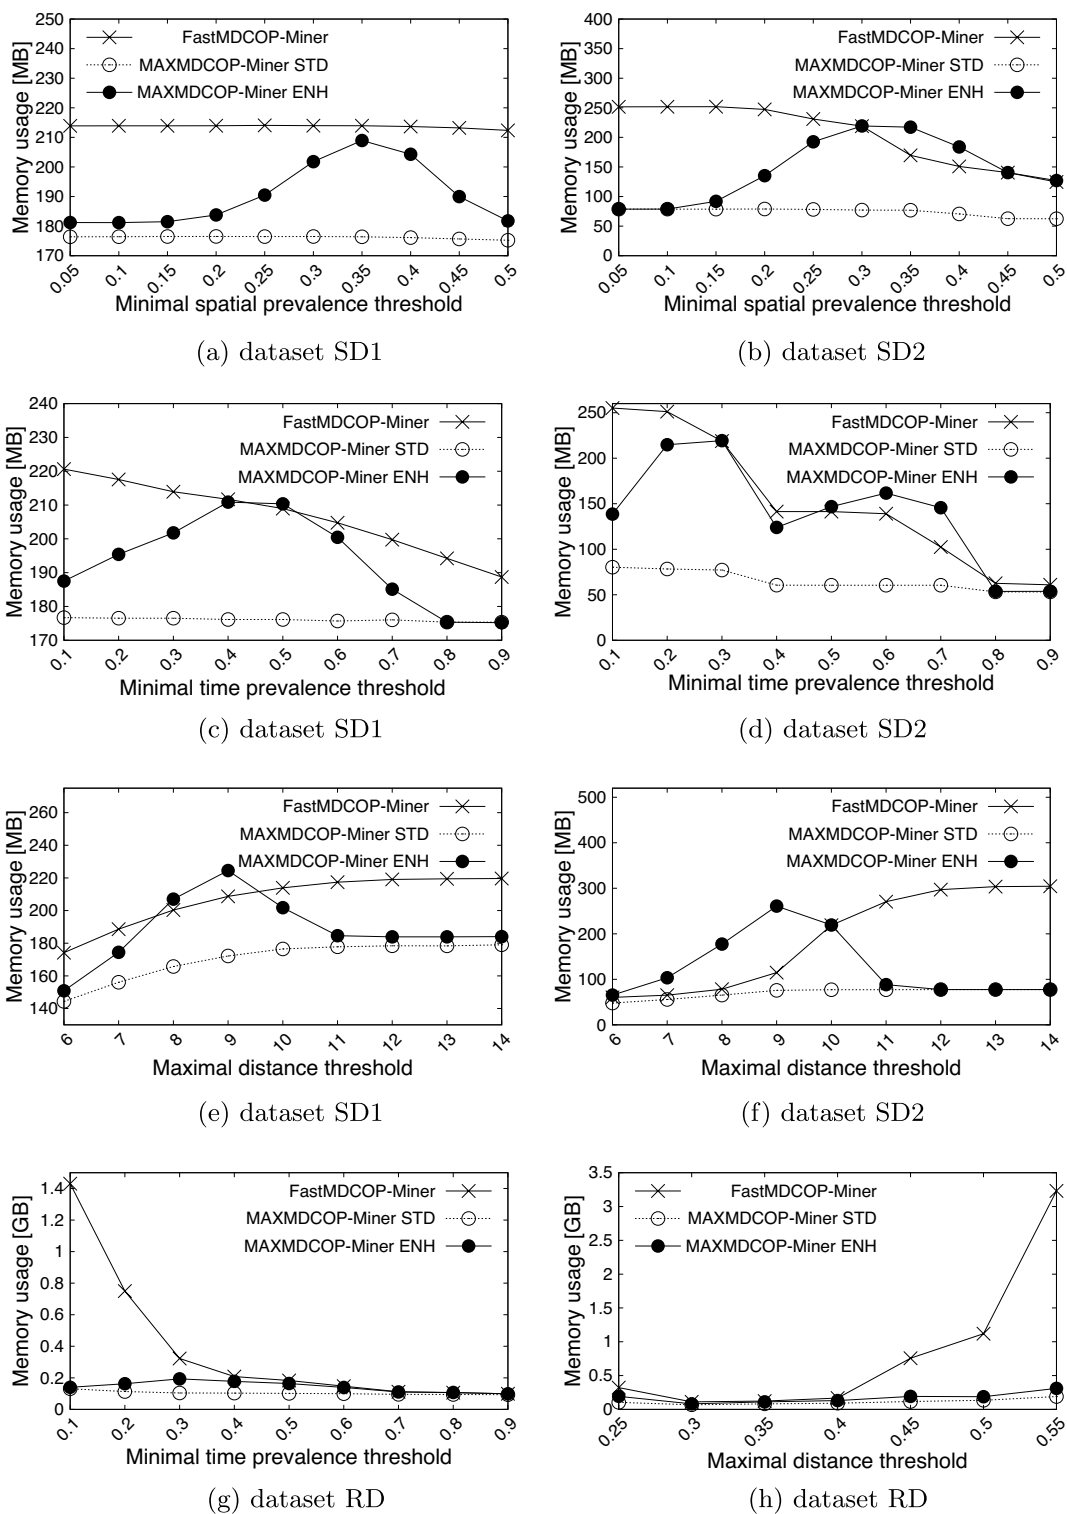 250
240
230
220
210
200
190
180
170
Memory usage [MB]
FastMDCOP-Miner
MAXMDCOP-Miner STD
MAXMDCOP-Miner ENH
0.05 0.1 0.15 0.2 0.25 0.3 0.35 0.4 0.45 0.5
Minimal spatial prevalence threshold
(a) dataset SD1
400
350
300
250
200
150
100
50
0
Memory usage [MB]
FastMDCOP-Miner
MAXMDCOP-Miner STD
MAXMDCOP-Miner ENH
0.05 0.1 0.15 0.2 0.25 0.3 0.35 0.4 0.45 0.5
Minimal spatial prevalence threshold
(b) dataset SD2
240
230
220
210
200
190
180
170
Memory usage [MB]
FastMDCOP-Miner
MAXMDCOP-Miner STD
MAXMDCOP-Miner ENH
0.1 0.2 0.3 0.4 0.5 0.6 0.7 0.8 0.9
Minimal time prevalence threshold
(c) dataset SD1
250
200
150
100
50
0
Memory usage [MB]
FastMDCOP-Miner
MAXMDCOP-Miner STD
MAXMDCOP-Miner ENH
0.1 0.2 0.3 0.4 0.5 0.6 0.7 0.8 0.9
Minimal time prevalence threshold
(d) dataset SD2
260
240
220
200
180
160
140
Memory usage [MB]
FastMDCOP-Miner
MAXMDCOP-Miner STD
MAXMDCOP-Miner ENH
6 7 8 9 10 11 12 13 14
Maximal distance threshold
(e) dataset SD1
500
400
300
200
100
0
Memory usage [MB]
FastMDCOP-Miner
MAXMDCOP-Miner STD
MAXMDCOP-Miner ENH
6 7 8 9 10 11 12 13 14
Maximal distance threshold
(f) dataset SD2
1.4
1.2
1
0.8
0.6
0.4
0.2
0
Memory usage [GB]
FastMDCOP-Miner
MAXMDCOP-Miner STD
MAXMDCOP-Miner ENH
0.1 0.2 0.3 0.4 0.5 0.6 0.7 0.8 0.9
Minimal time prevalence threshold
(g) dataset RD
3.5
3
2.5
2
1.5
1
0.5
0
Memory usage [GB]
FastMDCOP-Miner
MAXMDCOP-Miner STD
MAXMDCOP-Miner ENH
0.25 0.3 0.35 0.4 0.45 0.5 0.55
Maximal distance threshold
(h) dataset RD